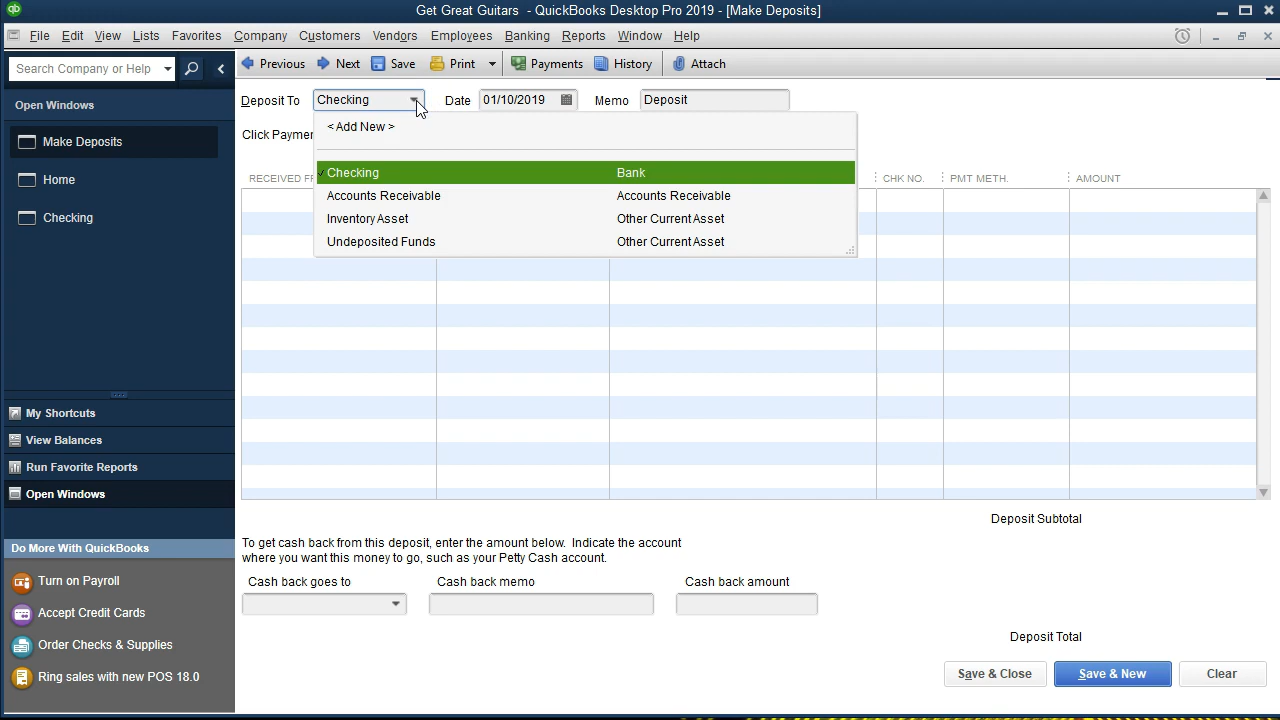 qb
Get Great Guitars - QuickBooks Desktop Pro 2019 - [Make Deposits]
File Edit View Lists Favorites Company Customers Vendors Employees Banking Reports Window Help
Search Company or Help
Previous Next Save Print Payments History Attach
Open Windows
Make Deposits
Home
Checking
My Shortcuts
View Balances
Run Favorite Reports
Open Windows
Do More With QuickBooks
Turn on Payroll
Accept Credit Cards
Order Checks & Supplies
Ring sales with new POS 18.0
Deposit To Checking Date 01/10/2019 Memo Deposit
Click Paymen
< Add New >
Checking Bank
Accounts Receivable Accounts Receivable
Inventory Asset Other Current Asset
Undeposited Funds Other Current Asset
RECEIVED FR CHK NO. PMT METH. AMOUNT
Deposit Subtotal
To get cash back from this deposit, enter the amount below. Indicate the account
where you want this money to go, such as your Petty Cash account.
Cash back goes to Cash back memo Cash back amount
Deposit Total
Save & Close Save & New Clear